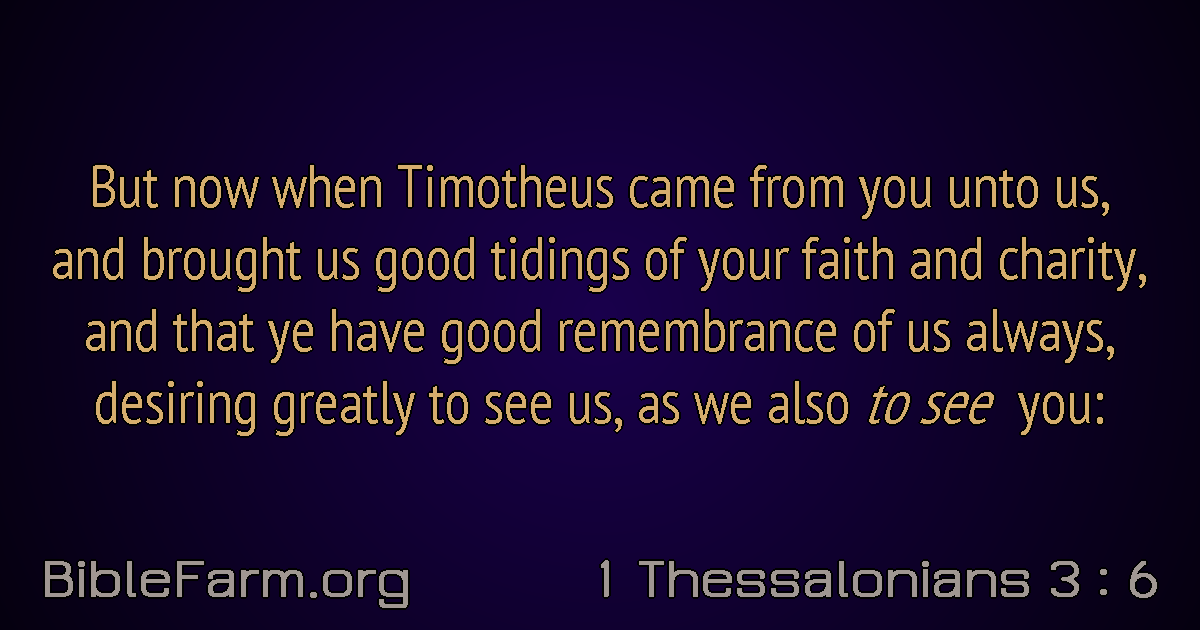 But now when Timotheus came from you unto us,
and brought us good tidings of your faith and charity,
and that ye have good remembrance of us always,
desiring greatly to see us, as we also to see you:
BibleFarm.org
1 Thessalonians 3 : 6